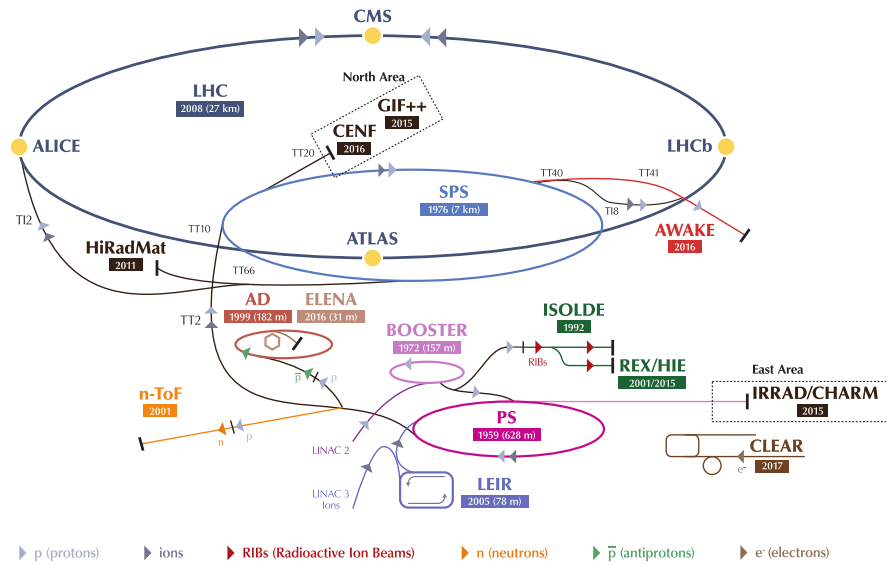 CMS
North Area
LHC
2008 (27 km)
GIF++
2015
CENF
2016
ALICE
LHCb
TT20
TT40
TT41
SPS
1976 (7 km)
TI2
TT10
TI8
AWAKE
2016
HiRadMat
2011
ATLAS
TT66
AD
1999 (182 m)
ELENA
2016 (31 m)
TT2
BOOSTER
1972 (157 m)
ISOLDE
1992
RIBs
REX/HIE
2001/2015
p
p
East Area
IRRAD/CHARM
2015
n-ToF
2001
n
p
PS
1959 (628 m)
LINAC 2
CLEAR
2017
e-
LINAC 3
Ions
LEIR
2005 (78 m)
p (protons)
ions
RIBs (Radioactive Ion Beams)
n (neutrons)
p̅ (antiprotons)
e- (electrons)